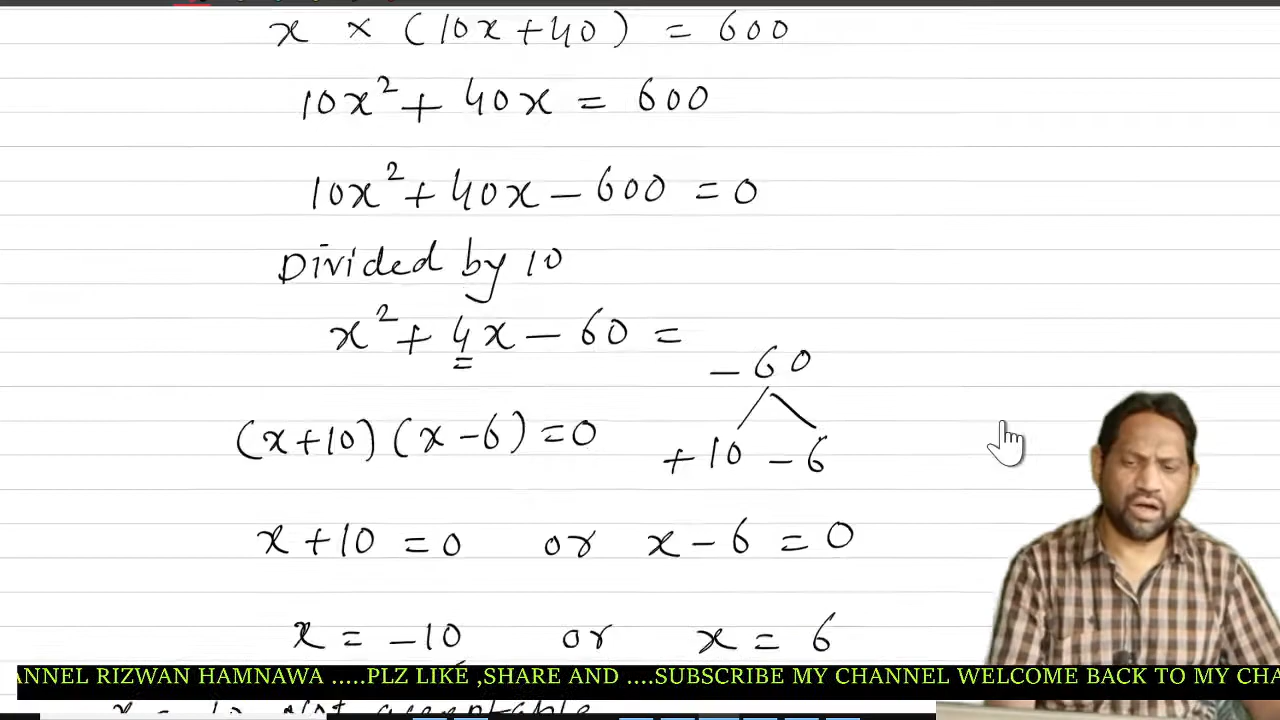 x × (10x+40) = 600
10x² + 40x = 600
10x² + 40x – 600 = 0
Divided by 10
x² + 4x – 60 =
– 60
+10 – 6
(x+10) (x –6) =0
x +10 =0 or x – 6 = 0
x = –10 or x = 6
ANNEL RIZWAN HAMNAWA .....PLZ LIKE ,SHARE AND ....SUBSCRIBE MY CHANNEL WELCOME BACK TO MY CHA